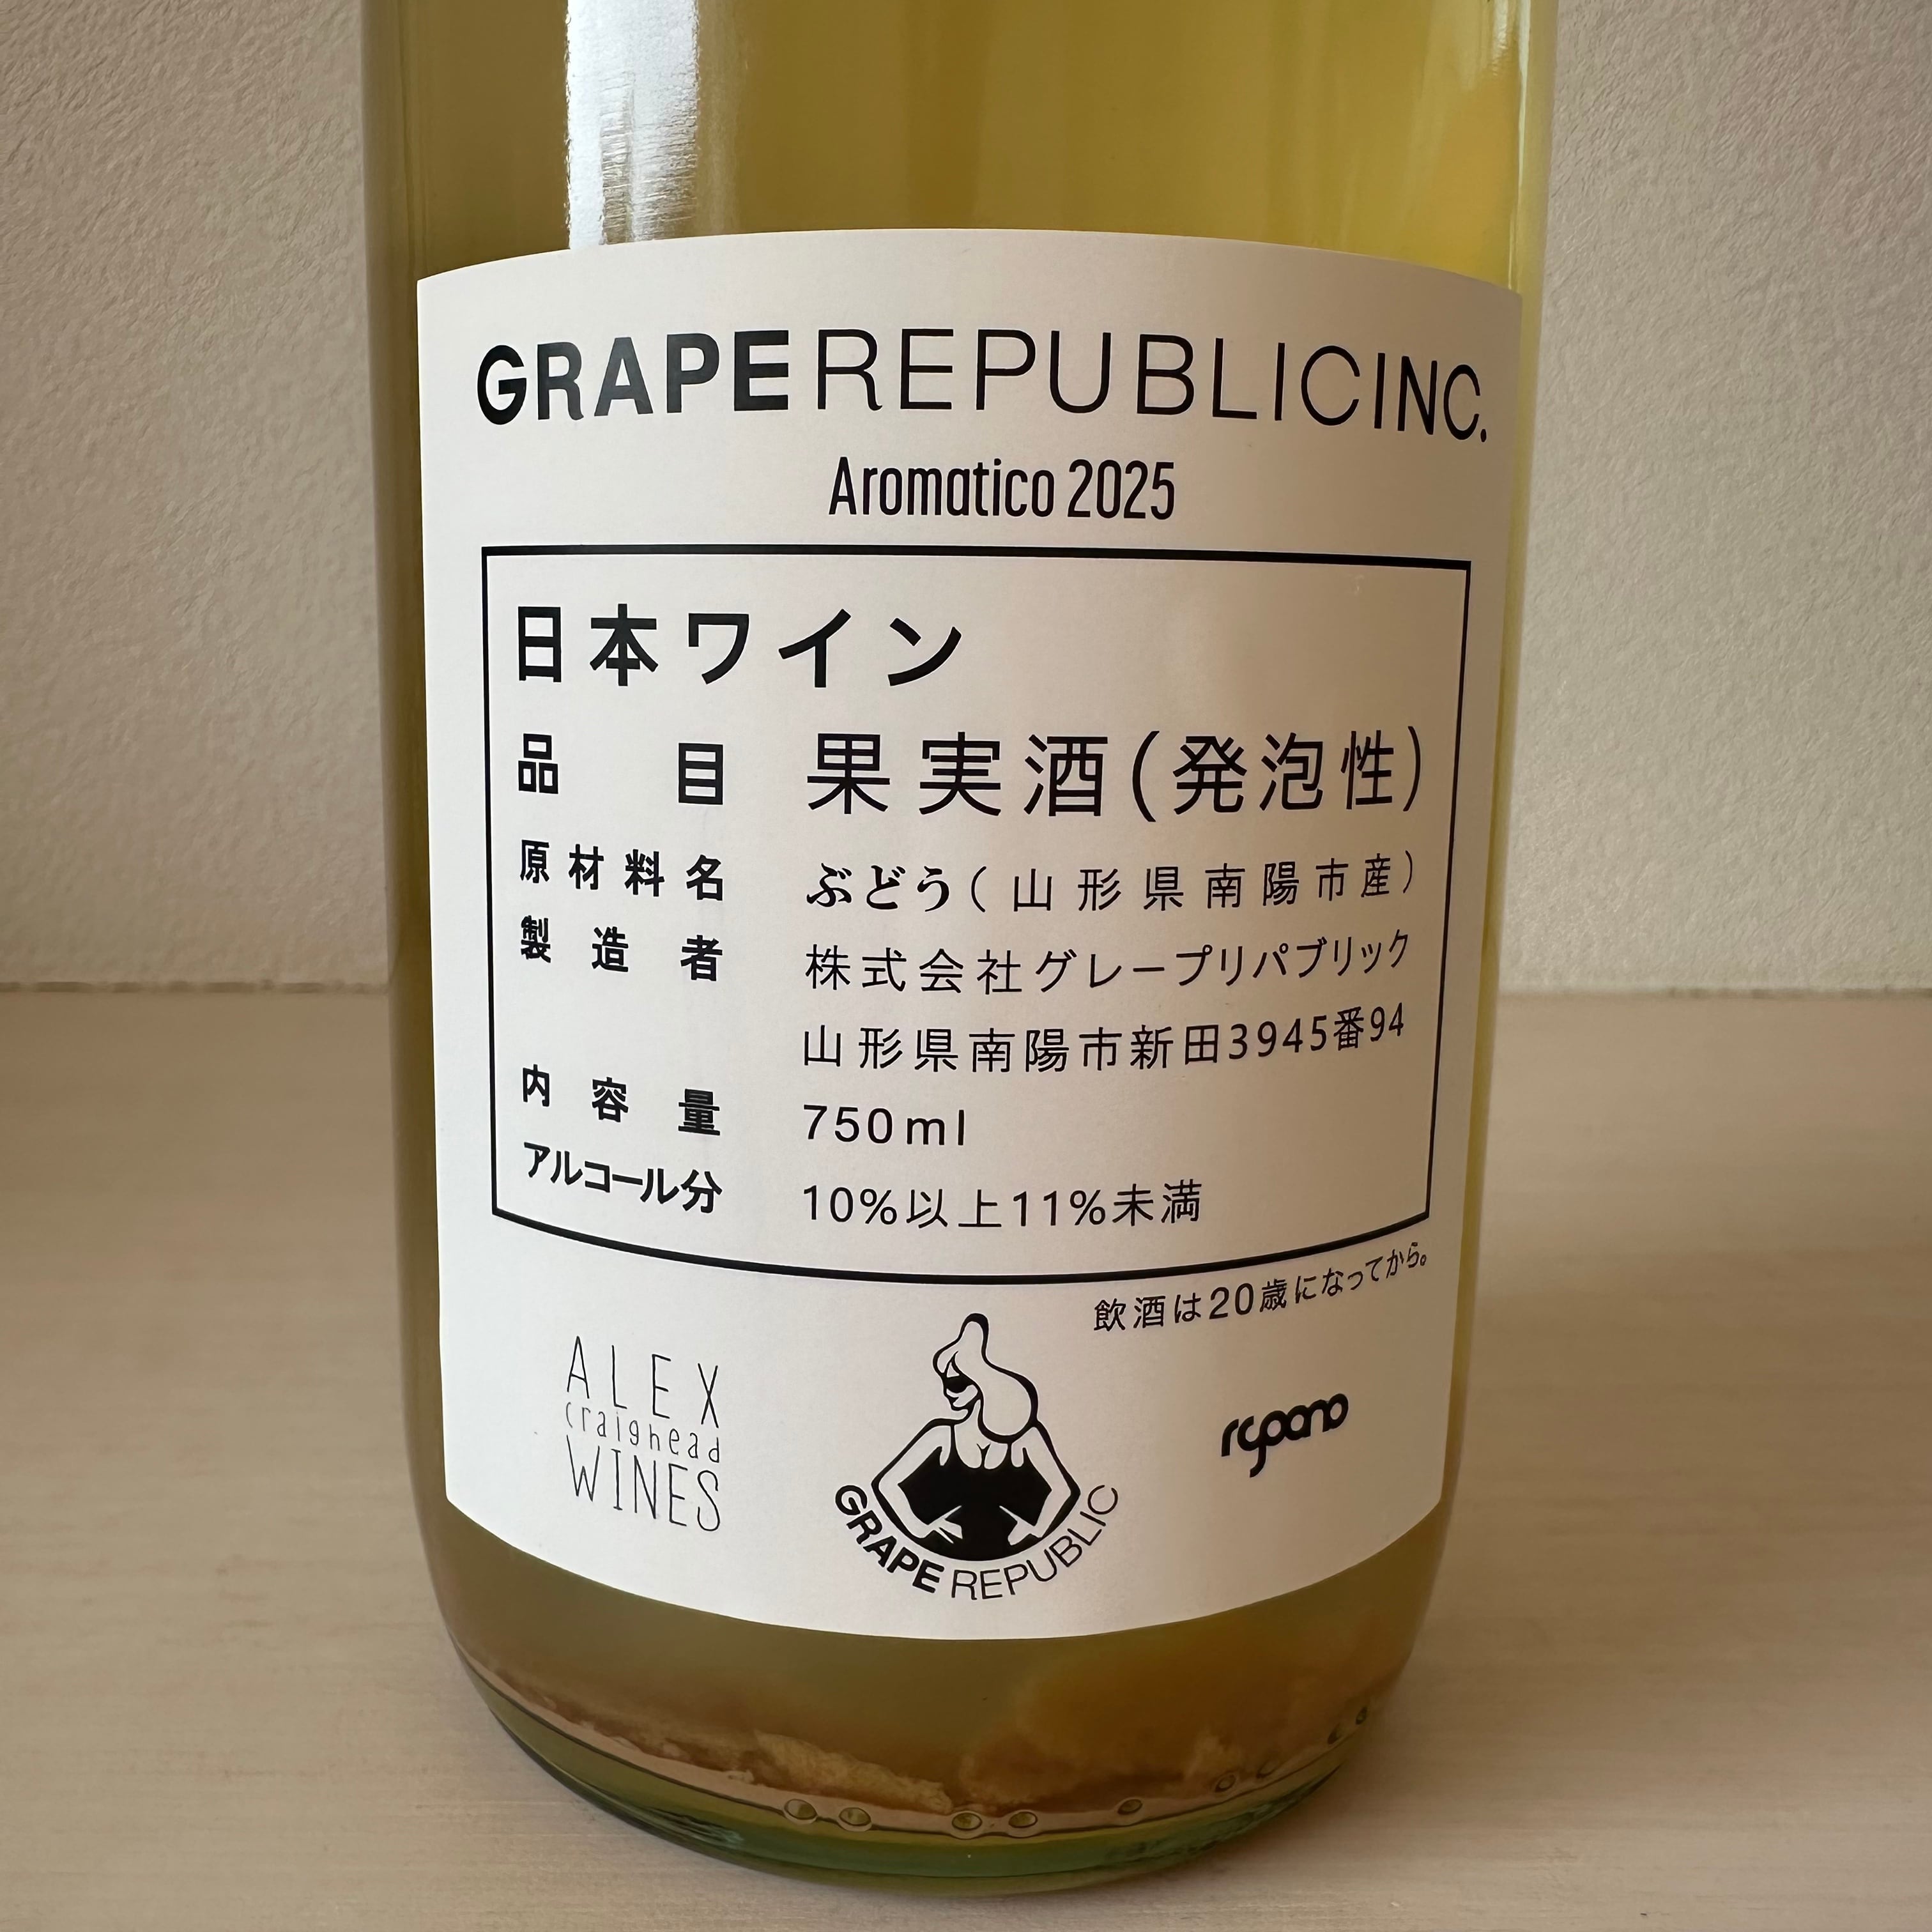 GRAPEREPUBLICINC.
Aromatico 2025
日本ワイン
品目 果実酒(発泡性)
原材料名 ぶどう(山形県南陽市産)
製造者 株式会社グレープリパブリック
山形県南陽市新田3945番94
内容量 750ml
アルコール分 10%以上11%未満
飲酒は20歳になってから。
ALEX
craighead
WINES
GRAPE REPUBLIC